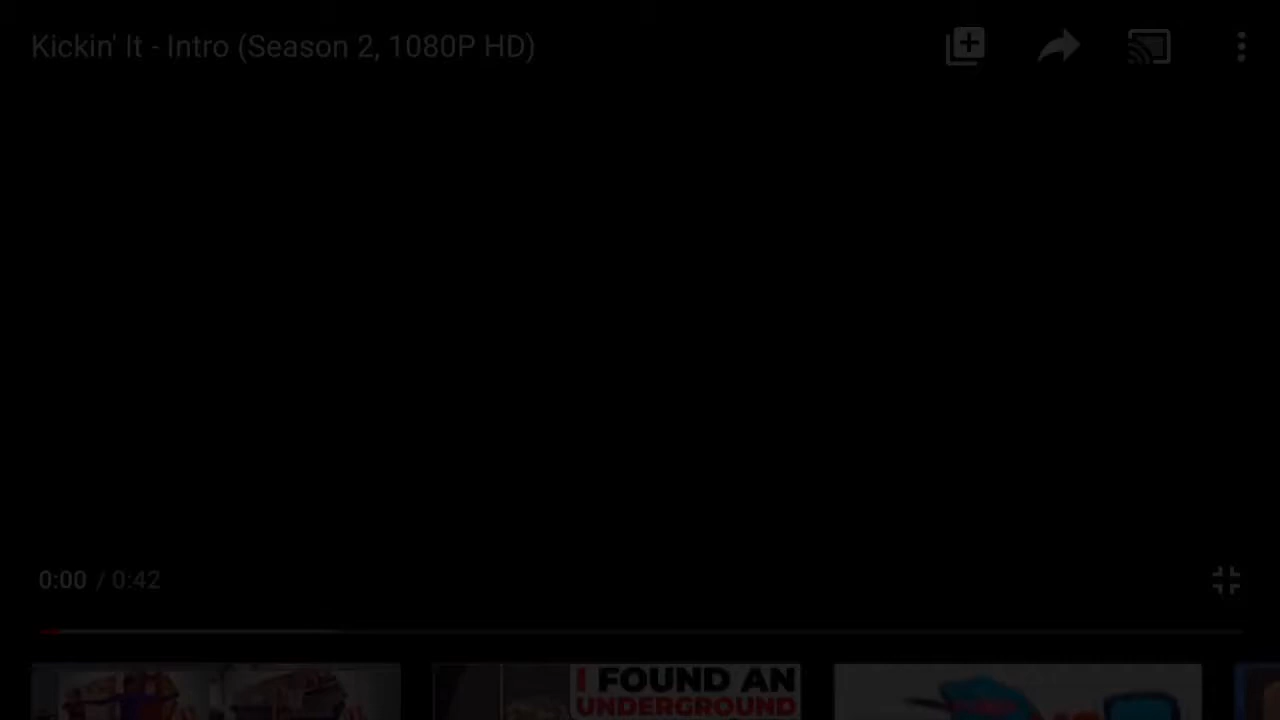 Kickin' It - Intro (Season 2, 1080P HD)
0:00 / 0:42
I FOUND AN
UNDERGROUND